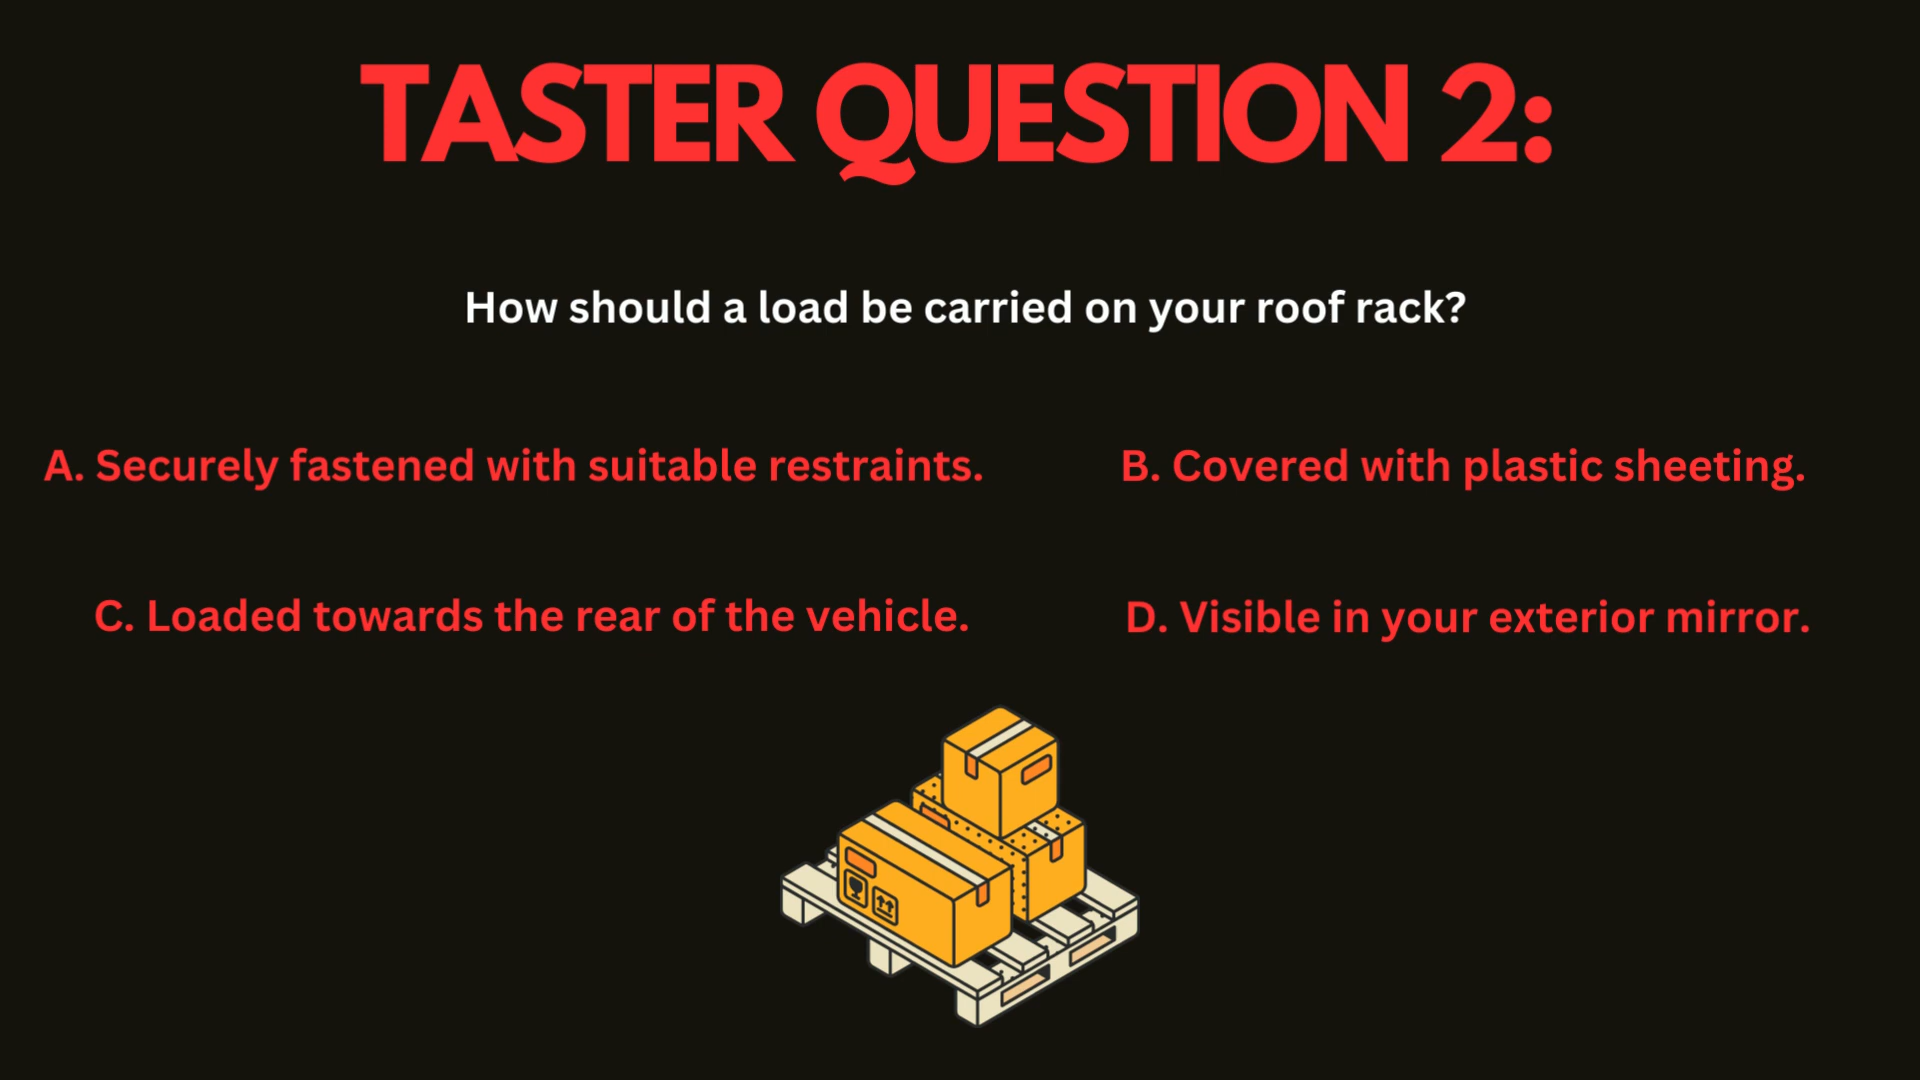 TASTER QUESTION 2:
How should a load be carried on your roof rack?
A. Securely fastened with suitable restraints.
B. Covered with plastic sheeting.
C. Loaded towards the rear of the vehicle.
D. Visible in your exterior mirror.